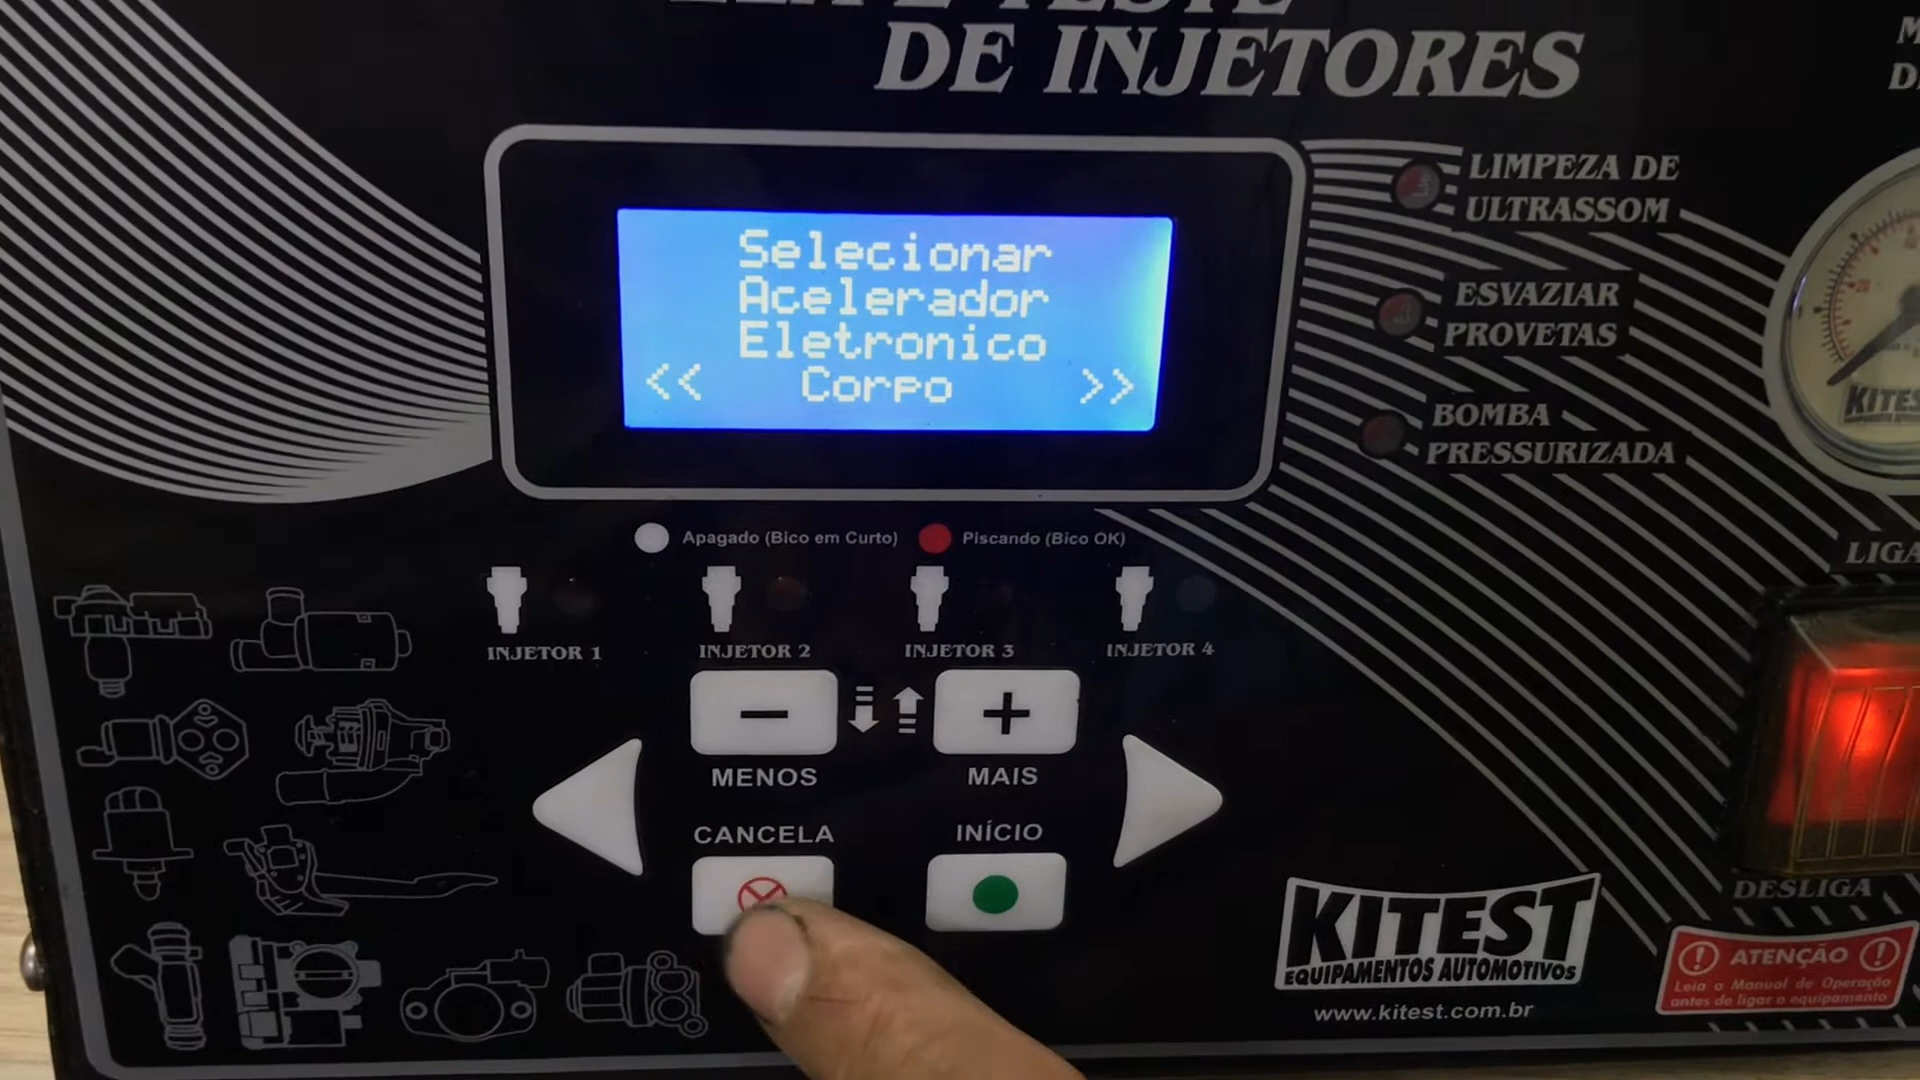 DE INJETORES
Selecionar
Acelerador
Eletronico
<< Corpo >>
LIMPEZA DE
ULTRASSOM
ESVAZIAR
PROVETAS
BOMBA
PRESSURIZADA
Apagado (Bico em Curto)
Piscando (Bico OK)
INJETOR 1
INJETOR 2
INJETOR 3
INJETOR 4
MENOS
MAIS
CANCELA
INÍCIO
DESLIGA
KITEST
EQUIPAMENTOS AUTOMOTIVOS
www.kitest.com.br
ATENÇÃO
Leia o Manual de Operação
antes de ligar o equipamento